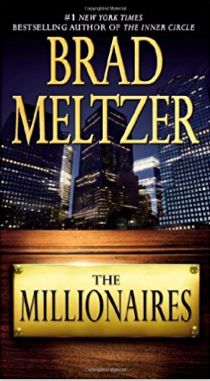 #1 NEW YORK TIMES
BESTSELLING AUTHOR OF THE INNER CIRCLE
BRAD
MELTZER
THE
MILLIONAIRES